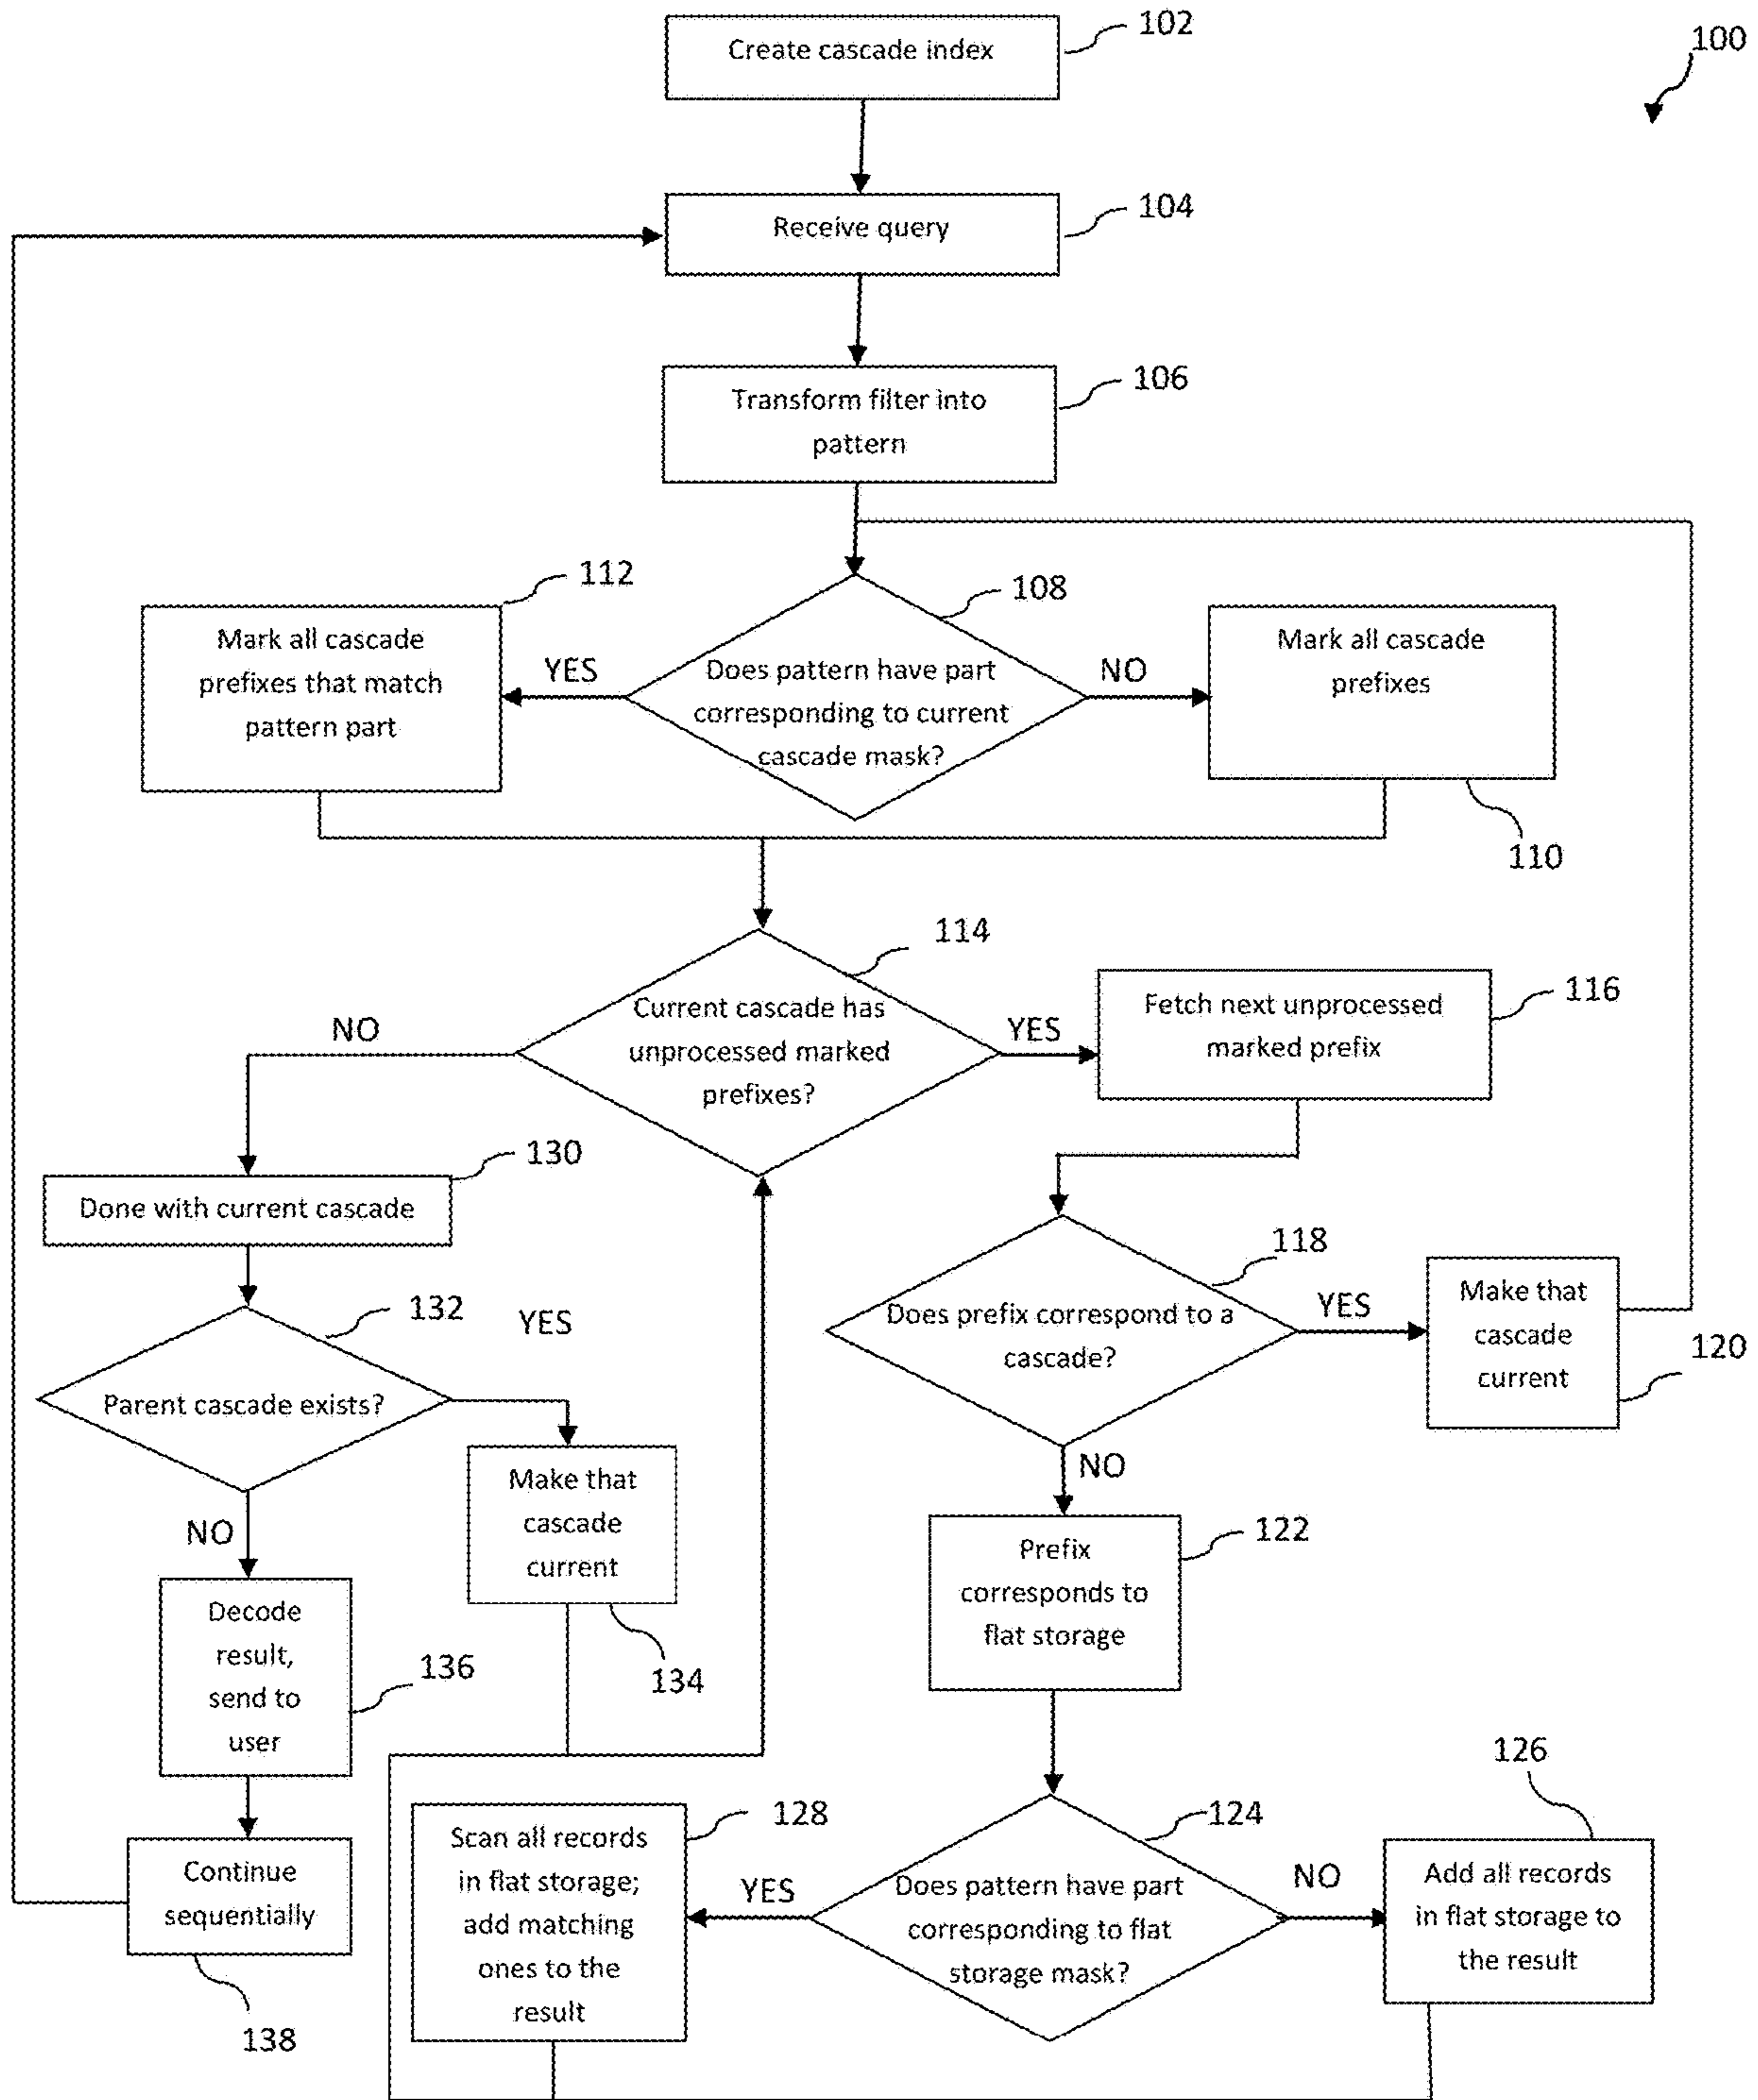 Create cascade index
102
100
Receive query
104
Transform filter into
pattern
106
112
Mark all cascade
prefixes that match
pattern part
YES
108
Does pattern have part
corresponding to current
cascade mask?
NO
Mark all cascade
prefixes
110
114
Current cascade has
unprocessed marked
prefixes?
NO
YES
Fetch next unprocessed
marked prefix
116
130
Done with current cascade
132
Parent cascade exists?
YES
118
Does prefix correspond to a
cascade?
YES
Make that
cascade
current
120
NO
Make that
cascade
current
134
NO
Prefix
corresponds to
flat storage
122
Decode
result,
send to
user
136
Continue
sequentially
138
Scan all records
in flat storage;
add matching
ones to the
result
128
YES
124
Does pattern have part
corresponding to flat
storage mask?
NO
126
Add all records
in flat storage to
the result